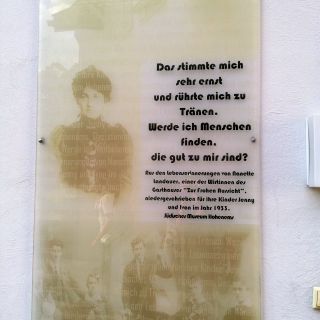 Das stimmte mich
sehr ernst
und rührte mich zu
Tränen.
Werde ich Menschen
finden,
die gut zu mir sind?
Aus den Lebenserinnerungen von Nanette
Landauer, einer der Wirtinnen des
Gasthauses "Zur Frohen Aussicht",
niedergeschrieben für ihre Kinder Jenny
und Ivan im Jahr 1933.
Jüdisches Museum Hohenems